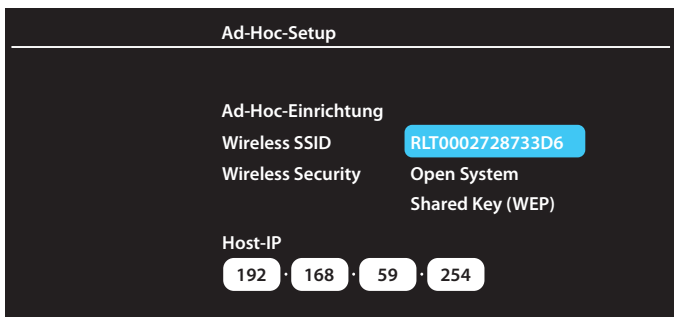 Ad-Hoc-Setup
Ad-Hoc-Einrichtung
Wireless SSID RLT0002728733D6
Wireless Security Open System
Shared Key (WEP)
Host-IP
192 · 168 · 59 · 254